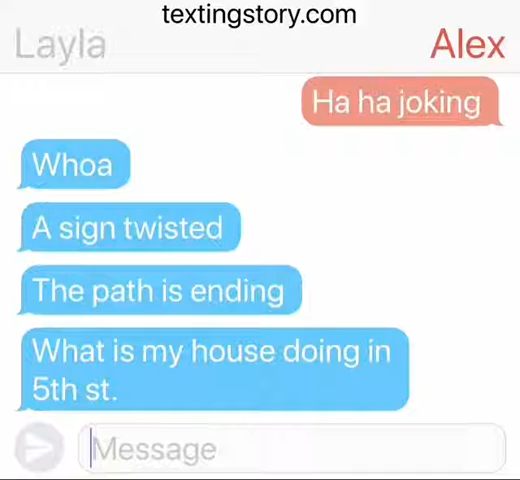 textingstory.com
Layla
Alex
Ha ha joking
Whoa
A sign twisted
The path is ending
What is my house doing in
5th st.
Message